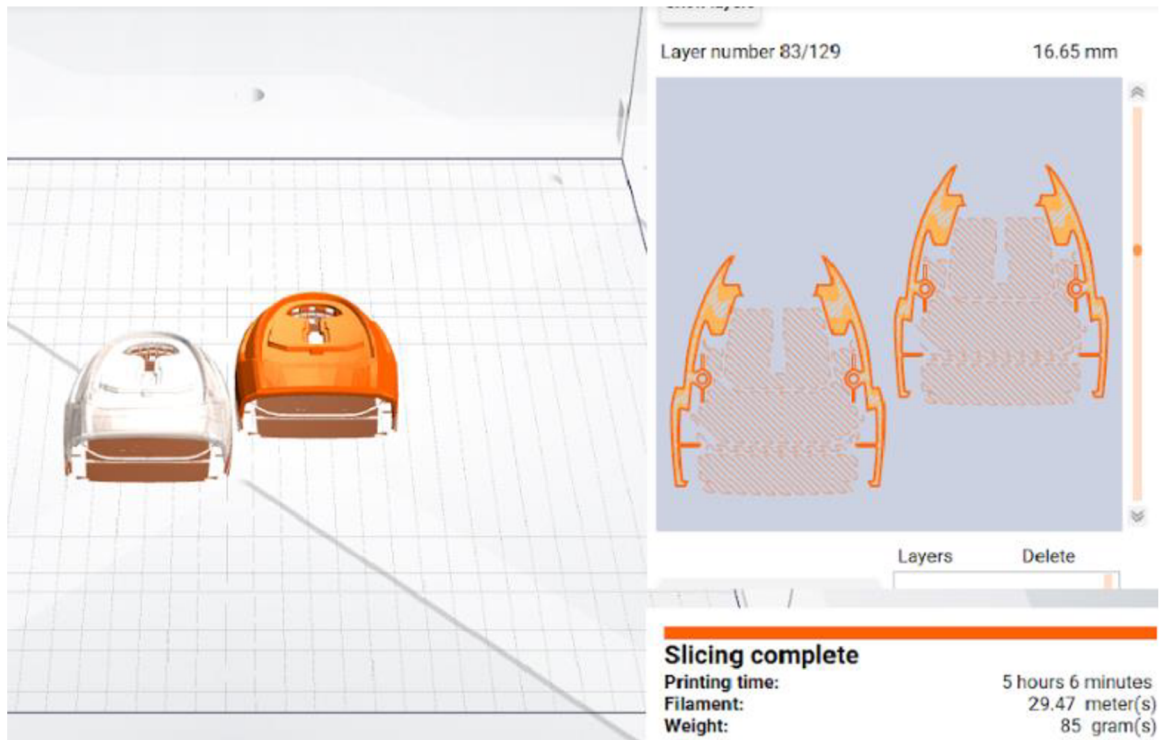 Layer number 83/129 16.65 mm
Layers Delete
Slicing complete
Printing time: 5 hours 6 minutes
Filament: 29.47 meter(s)
Weight: 85 gram(s)